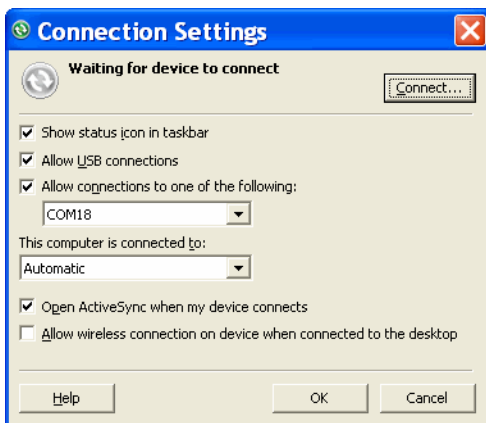 Connection Settings
Waiting for device to connect
Connect...
Show status icon in taskbar
Allow USB connections
Allow connections to one of the following:
COM18
This computer is connected to:
Automatic
Open ActiveSync when my device connects
Allow wireless connection on device when connected to the desktop
Help OK Cancel